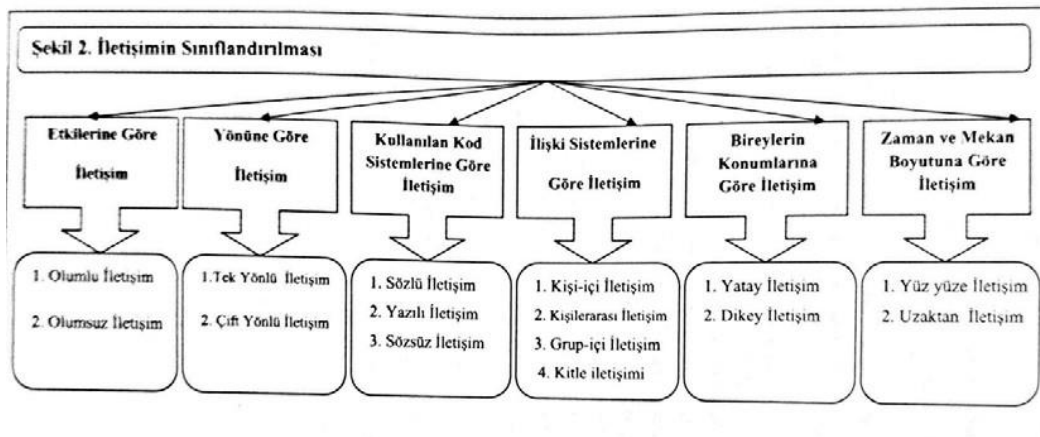 Şekil 2. İletişimin Sınıflandırılması
Etkilerine Göre
İletişim
Yönüne Göre
İletişim
Kullanılan Kod
Sistemlerine Göre
İletişim
İlişki Sistemlerine
Göre İletişim
Bireylerin
Konumlarına
Göre İletişim
Zaman ve Mekan
Boyutuna Göre
İletişim
1. Olumlu İletişim
2. Olumsuz İletişim
1.Tek Yönlü İletişim
2. Çift Yönlü İletişim
1. Sözlü İletişim
2. Yazılı İletişim
3. Sözsüz İletişim
1. Kişi-içi İletişim
2. Kişilerarası İletişim
3. Grup-içi İletişim
4. Kitle iletişimi
1. Yatay İletişim
2. Dikey İletişim
1. Yüz yüze İletişim
2. Uzaktan İletişim